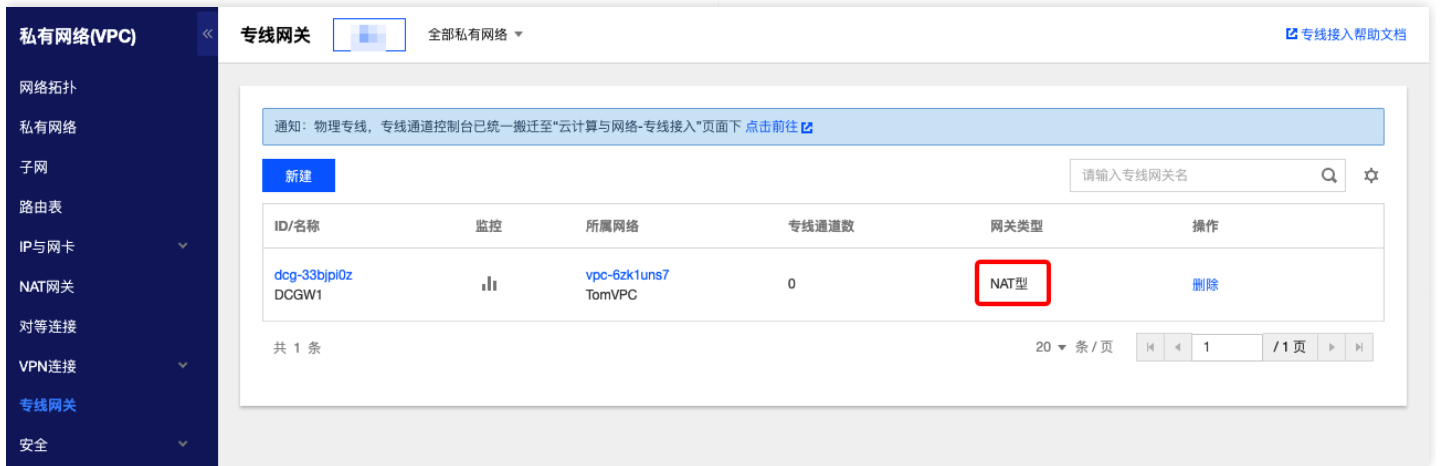 私有网络(VPC)
«
专线网关
全部私有网络
专线接入帮助文档
网络拓扑
私有网络
子网
路由表
IP与网卡
NAT网关
对等连接
VPN连接
专线网关
安全
通知：物理专线，专线通道控制台已统一搬迁至“云计算与网络-专线接入”页面下 点击前往
新建
请输入专线网关名
ID/名称 监控 所属网络 专线通道数 网关类型 操作
dcg-33bjpi0z vpc-6zk1uns7 0 NAT型 删除
DCGW1 TomVPC
共 1 条 20 条 / 页 1 / 1 页